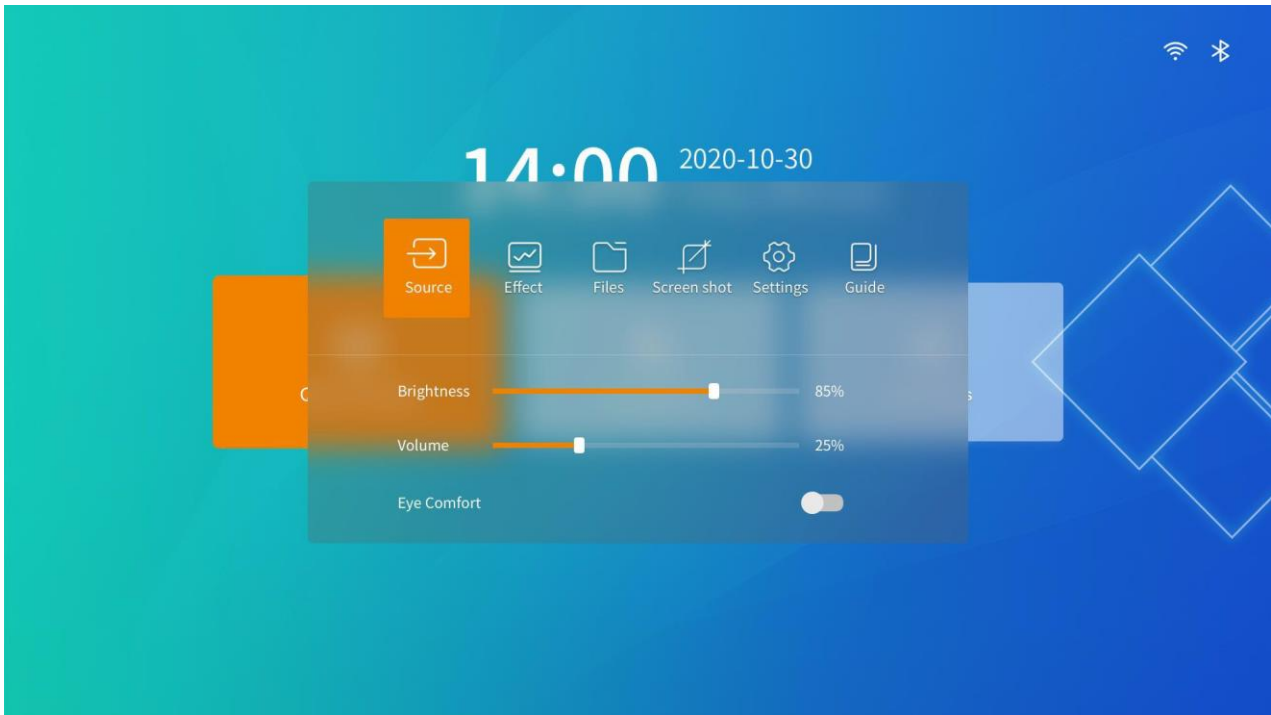 14:00 2020-10-30
Source Effect Files Screen shot Settings Guide
Brightness 85%
Volume 25%
Eye Comfort